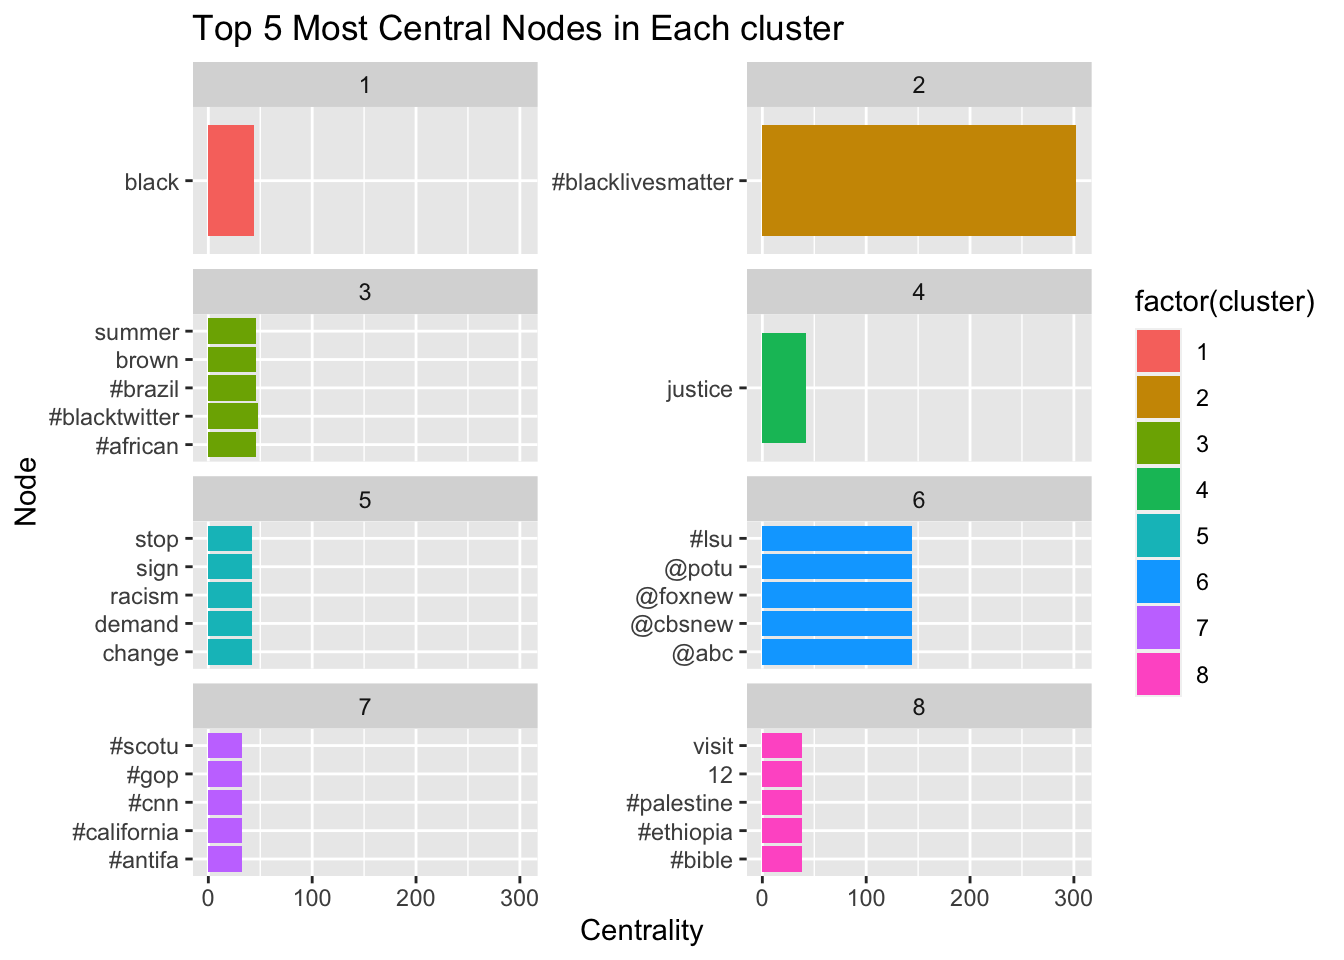 Top 5 Most Central Nodes in Each cluster
1
black
2
#blacklivesmatter
3
summer
brown
#brazil
#blacktwitter
#african
4
justice
5
stop
sign
racism
demand
change
6
#lsu
@potu
@foxnew
@cbsnew
@abc
7
#scotu
#gop
#cnn
#california
#antifa
0 100 200 300
8
visit
12
#palestine
#ethiopia
#bible
0 100 200 300
Centrality
Node
factor(cluster)
1
2
3
4
5
6
7
8